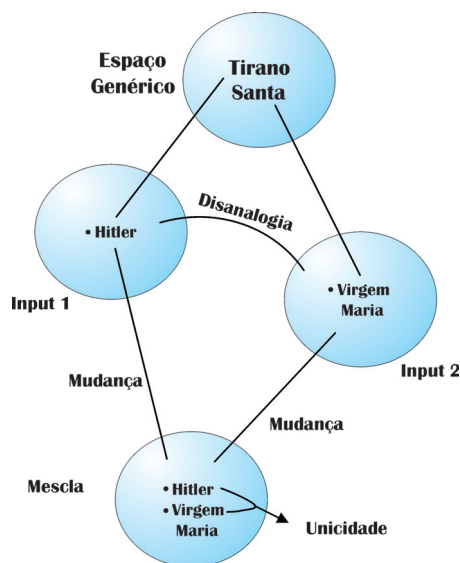 Espaço
Genérico
Tirano
Santa
Disanalogia
• Hitler
• Virgem
Maria
Input 1
Input 2
Mudança
Mudança
Mescla
• Hitler
• Virgem
Maria
Unicidade